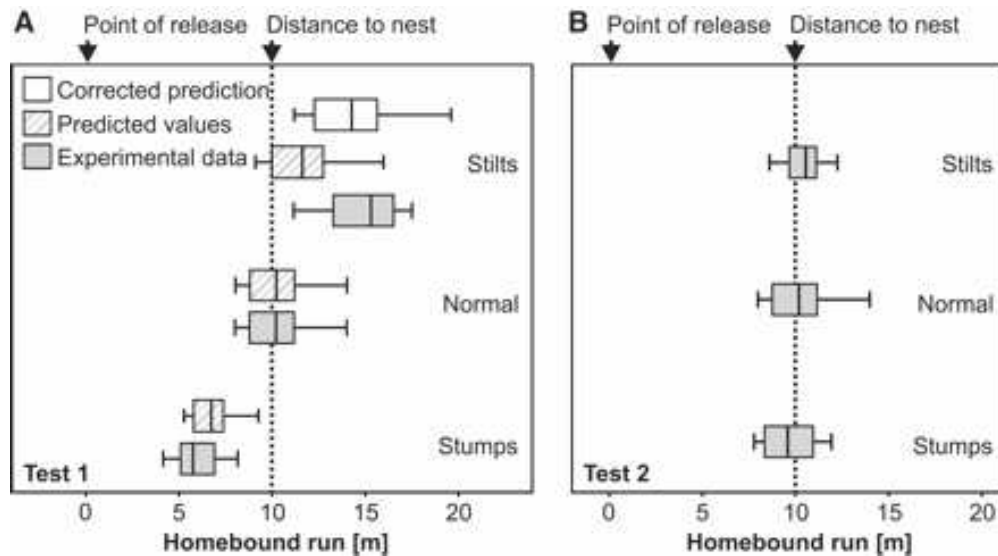 A Point of release Distance to nest
Corrected prediction
Predicted values
Experimental data
Stilts
Normal
Stumps
Test 1
0 5 10 15 20
Homebound run [m]
B Point of release Distance to nest
Stilts
Normal
Stumps
Test 2
0 5 10 15 20
Homebound run [m]